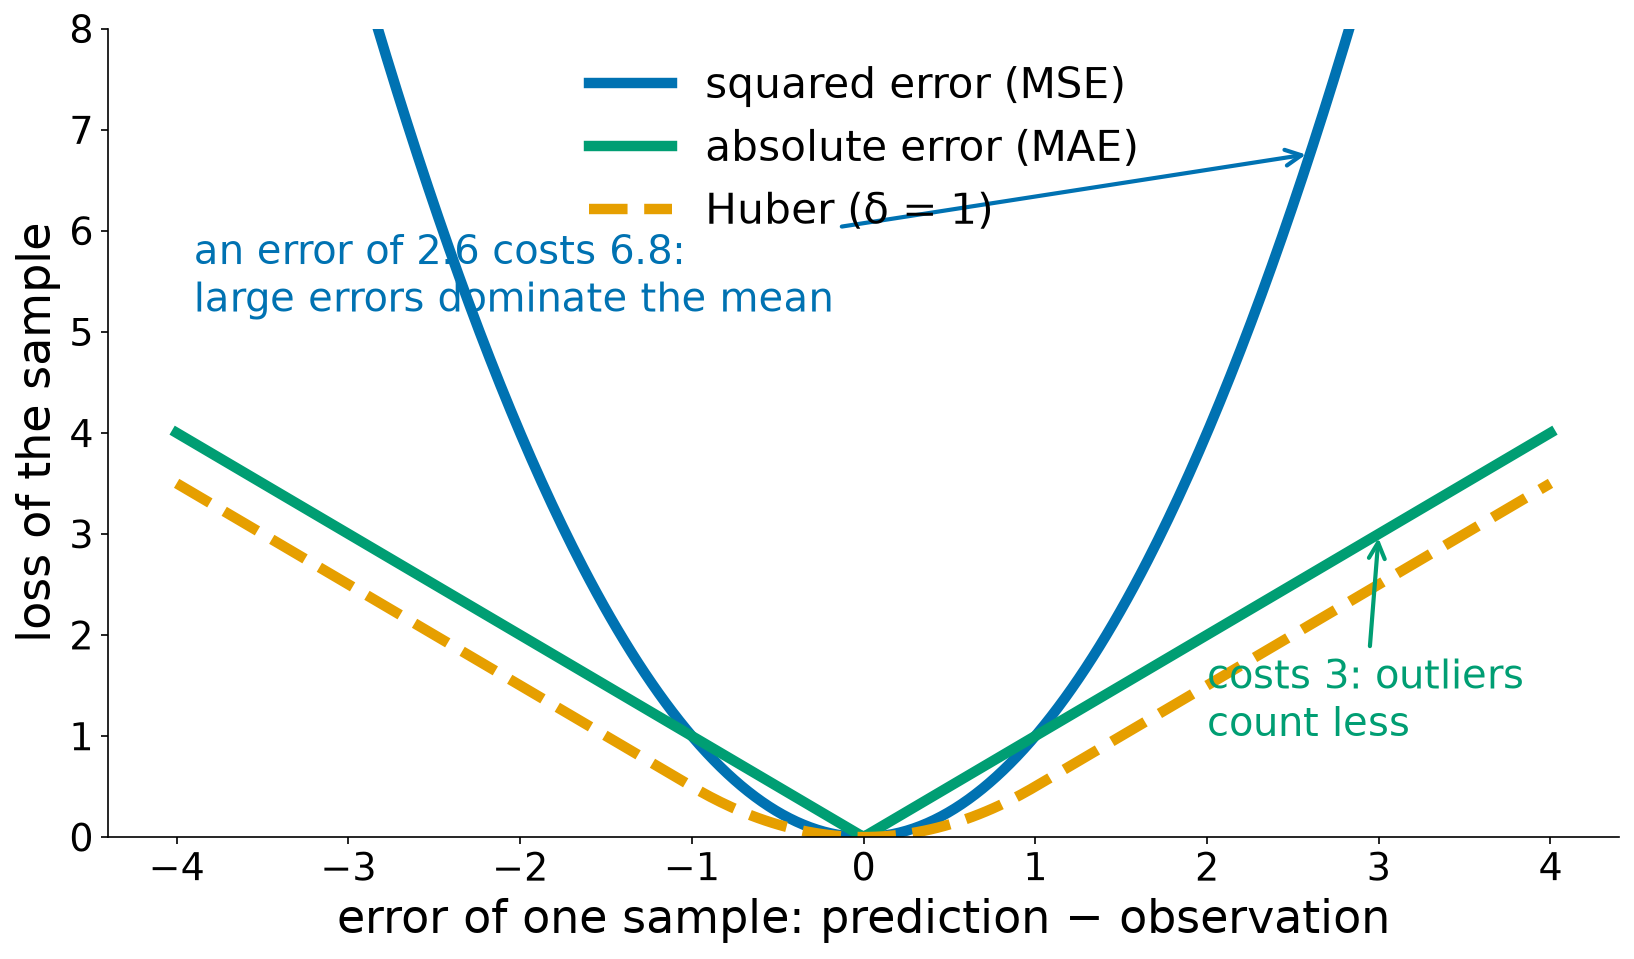 8
7
6
5
4
3
2
1
0
loss of the sample
squared error (MSE)
absolute error (MAE)
Huber (δ = 1)
an error of 2.6 costs 6.8:
large errors dominate the mean
costs 3: outliers
count less
−4 −3 −2 −1 0 1 2 3 4
error of one sample: prediction − observation